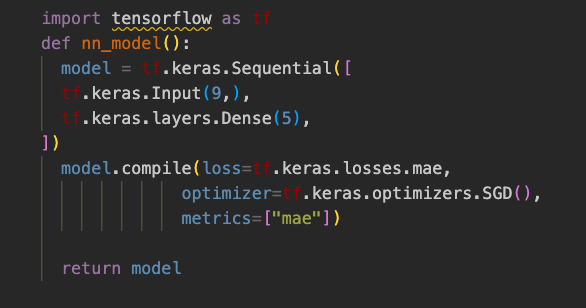 import tensorflow as tf
def nn_model():
  model = tf.keras.Sequential([
  tf.keras.Input(9,),
  tf.keras.layers.Dense(5),
])
  model.compile(loss=tf.keras.losses.mae,
              optimizer=tf.keras.optimizers.SGD(),
              metrics=["mae"])
  return model